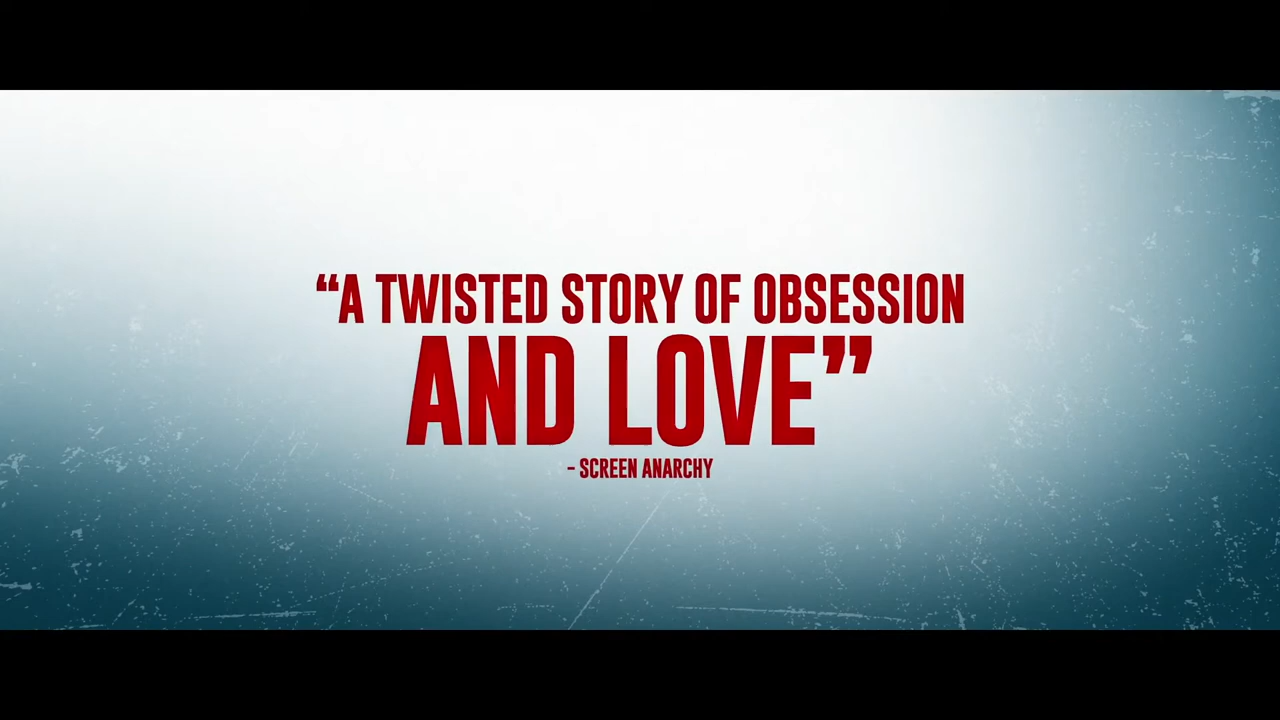 “A TWISTED STORY OF OBSESSION
AND LOVE”
- SCREEN ANARCHY